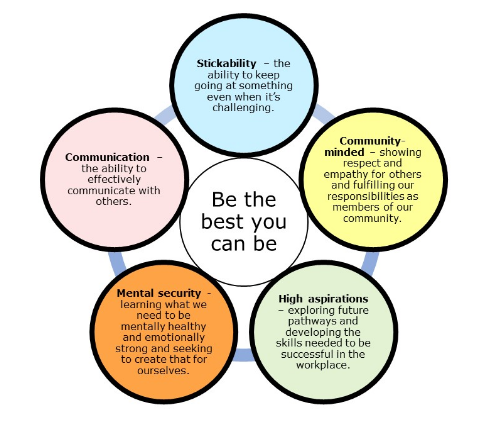 Stickability – the
ability to keep
going at something
even when it's
challenging.
Community-
minded – showing
respect and
empathy for others
and fulfilling our
responsibilities as
members of our
community.
High aspirations
– exploring future
pathways and
developing the
skills needed to be
successful in the
workplace.
Mental security -
learning what we
need to be
mentally healthy
and emotionally
strong and seeking
to create that for
ourselves.
Communication –
the ability to
effectively
communicate with
others.
Be the
best you
can be